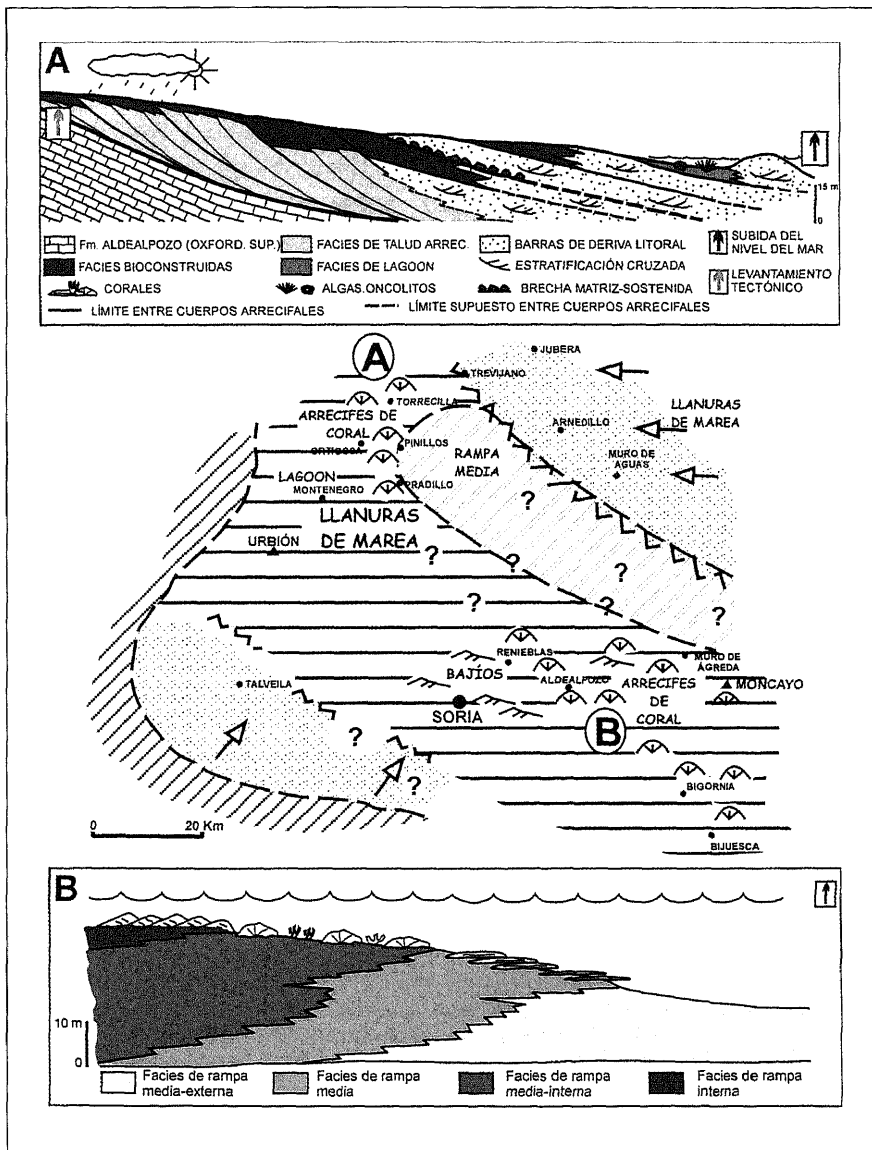 A
15 m
0
Fm. ALDEALPOZO (OXFORD. SUP.)
FACIES DE TALUD ARREC.
BARRAS DE DERIVA LITORAL
SUBIDA DEL
NIVEL DEL MAR
FACIES BIOCONSTRUIDAS
FACIES DE LAGOON
ESTRATIFICACIÓN CRUZADA
LEVANTAMIENTO
TECTÓNICO
CORALES
ALGAS.ONCOLITOS
BRECHA MATRIZ-SOSTENIDA
LÍMITE ENTRE CUERPOS ARRECIFALES
LÍMITE SUPUESTO ENTRE CUERPOS ARRECIFALES
A
JUBERA
TREVIJANO
TORRECILLA
LLANURAS
DE MAREA
ARRECIFES DE
CORAL
ARNEDILLO
ORTIGOSA
PINILLOS
RAMPA
MEDIA
MURO DE
AGUAS
LAGOON
MONTENEGRO
PRADILLO
?
LLANURAS
DE MAREA
?
?
?
URBIÓN
?
?
?
?
RENIEBLAS
MURO DE
ÁGREDA
BAJÍOS
ALDEALPOZO
ARRECIFES
DE
CORAL
MONCAYO
TALVEILA
SORIA
?
B
?
BIGORNIA
0
20 Km
BIJUESCA
B
10 m
0
Facies de rampa
media-externa
Facies de rampa
media
Facies de rampa
media-interna
Facies de rampa
interna